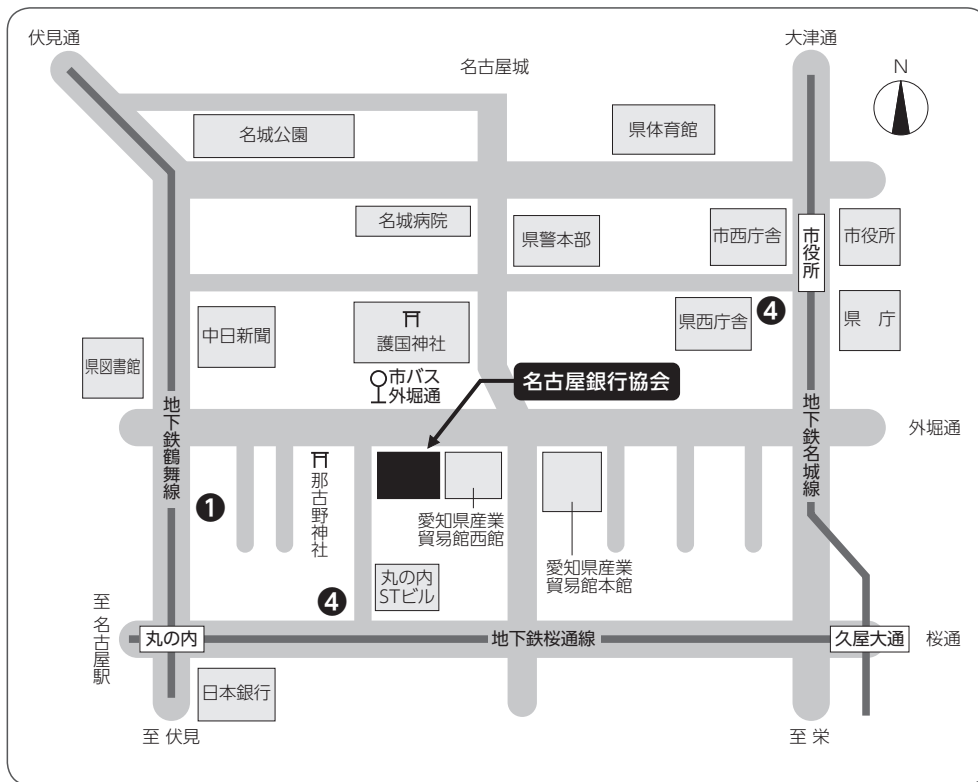 伏見通
名古屋城
大津通
N
名城公園
県体育館
名城病院
県警本部
市西庁舎
市役所
市役所
中日新聞
護国神社
県西庁舎
❹
県 庁
県図書館
市バス
外堀通
名古屋銀行協会
地下鉄鶴舞線
地下鉄名城線
外堀通
❶
那古野神社
愛知県産業
貿易館西館
愛知県産業
貿易館本館
丸の内
STビル
❹
至 名古屋駅
丸の内
地下鉄桜通線
久屋大通
桜通
日本銀行
至 伏見
至 栄